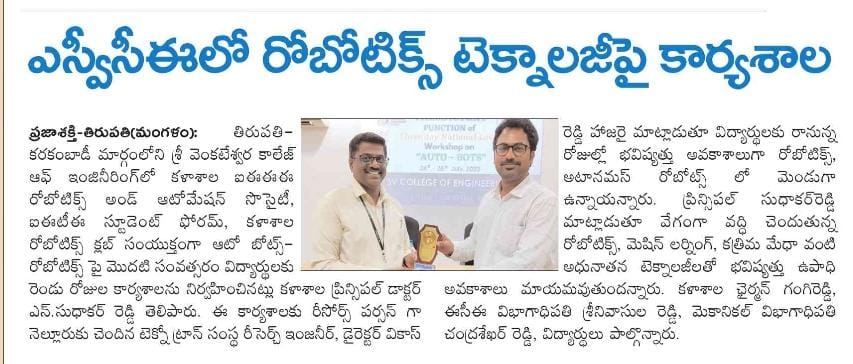 ఎస్వీసీఈలో రోబోటిక్స్ టెక్నాలజీపై కార్యశాల
ప్రజాశక్తి-తిరుపతి(మంగళం): తిరుపతి-
కరకంబాడీ మార్గంలోని శ్రీ వెంకటేశ్వర కాలేజ్
ఆఫ్ ఇంజినీరింగ్‌లో కళాశాల ఐఈఈఈ
రోబోటిక్స్ అండ్ ఆటోమేషన్ సొసైటీ,
ఐఈటీఈ స్టూడెంట్ ఫోరమ్, కళాశాల
రోబోటిక్స్ క్లబ్ సంయుక్తంగా ఆటో బోట్స్-
రోబోటిక్స్ పై మొదటి సంవత్సరం విద్యార్థులకు
రెండు రోజుల కార్యశాలను నిర్వహించినట్లు కళాశాల ప్రిన్సిపల్ డాక్టర్
ఎన్.సుధాకర్ రెడ్డి తెలిపారు. ఈ కార్యశాలకు రీసోర్స్ పర్సన్ గా
నెల్లూరుకు చెందిన టెక్నో ట్రాన్ సంస్థ రీసెర్చ్ ఇంజనీర్, డైరెక్టర్ వికాస్
FUNCTION of
Three day National Level
Workshop on
"AUTO - BOTS"
SV COLLEGE OF ENGINEER
రెడ్డి హాజరై మాట్లాడుతూ విద్యార్థులకు రానున్న
రోజుల్లో భవిష్యత్తు అవకాశాలుగా రోబోటిక్స్,
అటానమస్ రోబోట్స్ లో మెండుగా
ఉన్నాయన్నారు. ప్రిన్సిపల్ సుధాకర్‌రెడ్డి
మాట్లాడుతూ వేగంగా వద్ధి చెందుతున్న
రోబోటిక్స్, మెషిన్ లర్నింగ్, కత్రిమ మేధా వంటి
అధునాతన టెక్నాలజీలతో భవిష్యత్తు ఉపాధి
అవకాశాలు మాయమవుతుందన్నారు. కళాశాల ఛైర్మన్ గంగిరెడ్డి,
ఈసీఈ విభాగాధిపతి శ్రీనివాసుల రెడ్డి, మెకానికల్ విభాగాధిపతి
చంద్రశేఖర్ రెడ్డి, విద్యార్థులు పాల్గొన్నారు.